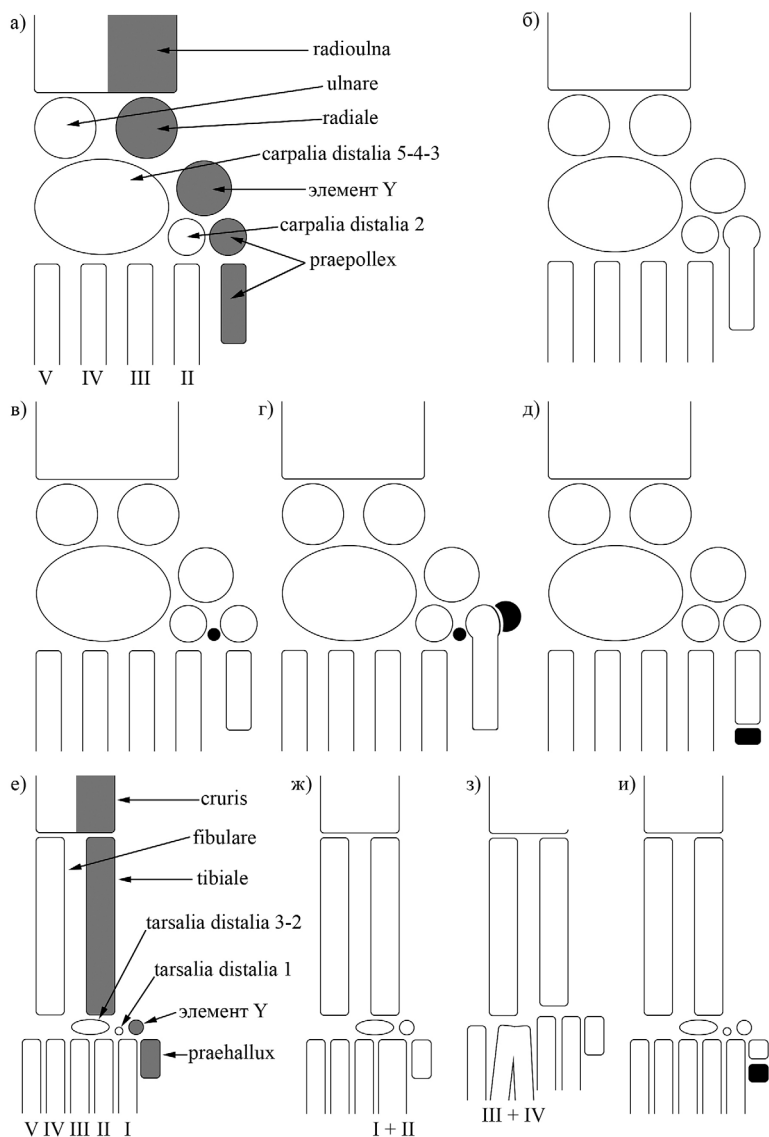 а)
radioulna
ulnare
radiale
carpalia distalia 5-4-3
элемент Y
carpalia distalia 2
praepollex
V IV III II
б)
в)
г)
д)
е)
cruris
fibulare
tibiale
tarsalia distalia 3-2
tarsalia distalia 1
элемент Y
praehallux
V IV III II I
ж)
I + II
з)
III + IV
и)